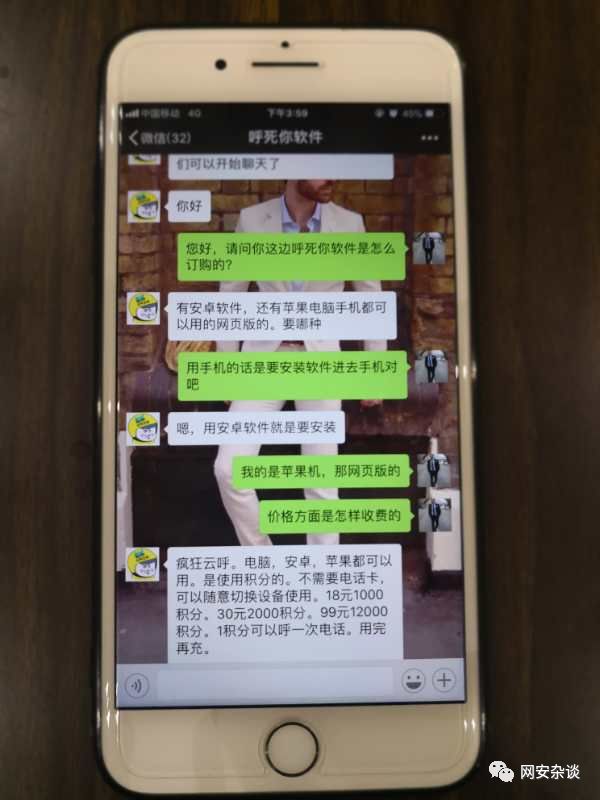 中国移动 4G
下午3:59
45%
微信(32)
呼死你软件
们可以开始聊天了
你好
您好，请问你这边呼死你软件是怎么
订购的？
有安卓软件，还有苹果电脑手机都可
以用的网页版的。要哪种
用手机的话是要安装软件进去手机对
吧
嗯，用安卓软件就是要安装
我的是苹果机，那网页版的
价格方面是怎样收费的
疯狂云呼。电脑，安卓，苹果都可以
用。是使用积分的。不需要电话卡，
可以随意切换设备使用。18元1000
积分。30元2000积分。99元12000
积分。1积分可以呼一次电话。用完
再充。
网安杂谈